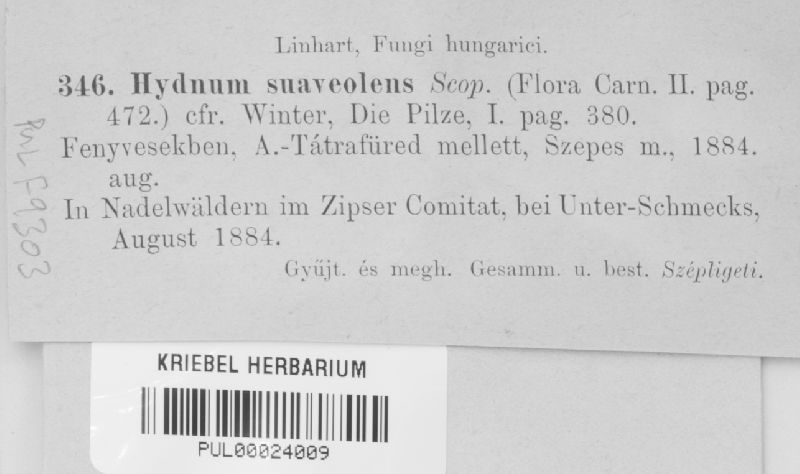 Linhart, Fungi hungarici.
346. Hydnum suaveolens Scop. (Flora Carn. II. pag.
472.) cfr. Winter, Die Pilze, I. pag. 380.
Fenyvesekben, A.-Tátrafüred mellett, Szepes m., 1884.
aug.
In Nadelwäldern im Zipser Comitat, bei Unter-Schmecks,
August 1884.
Gyűjt. és megh. Gesamm. u. best. Szépligeti.
PUL F9303
KRIEBEL HERBARIUM
PUL00024009